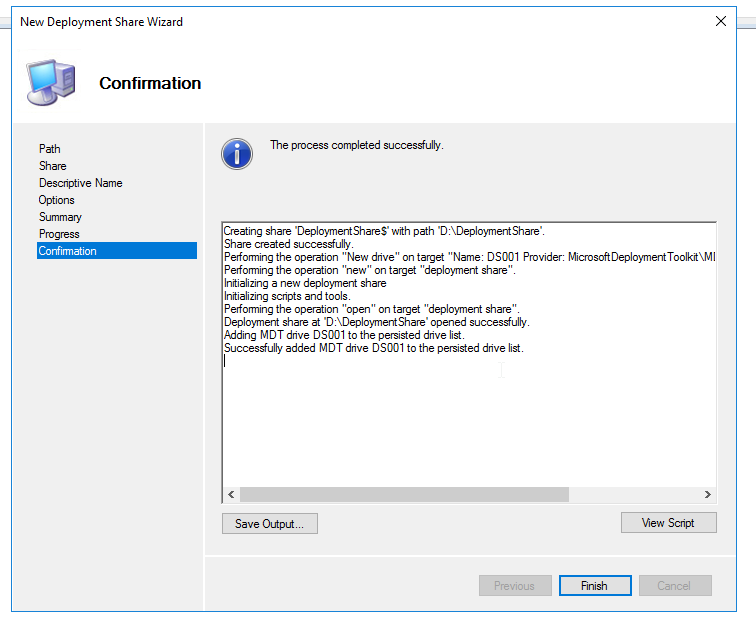 New Deployment Share Wizard
Confirmation
Path
Share
Descriptive Name
Options
Summary
Progress
Confirmation
The process completed successfully.
Creating share 'DeploymentShare$' with path 'D:\DeploymentShare'.
Share created successfully.
Performing the operation "New drive" on target "Name: DS001 Provider: MicrosoftDeploymentToolkit\MI
Performing the operation "new" on target "deployment share".
Initializing a new deployment share
Initializing scripts and tools.
Performing the operation "open" on target "deployment share".
Deployment share at 'D:\DeploymentShare' opened successfully.
Adding MDT drive DS001 to the persisted drive list.
Successfully added MDT drive DS001 to the persisted drive list.
Save Output...
View Script
Previous
Finish
Cancel